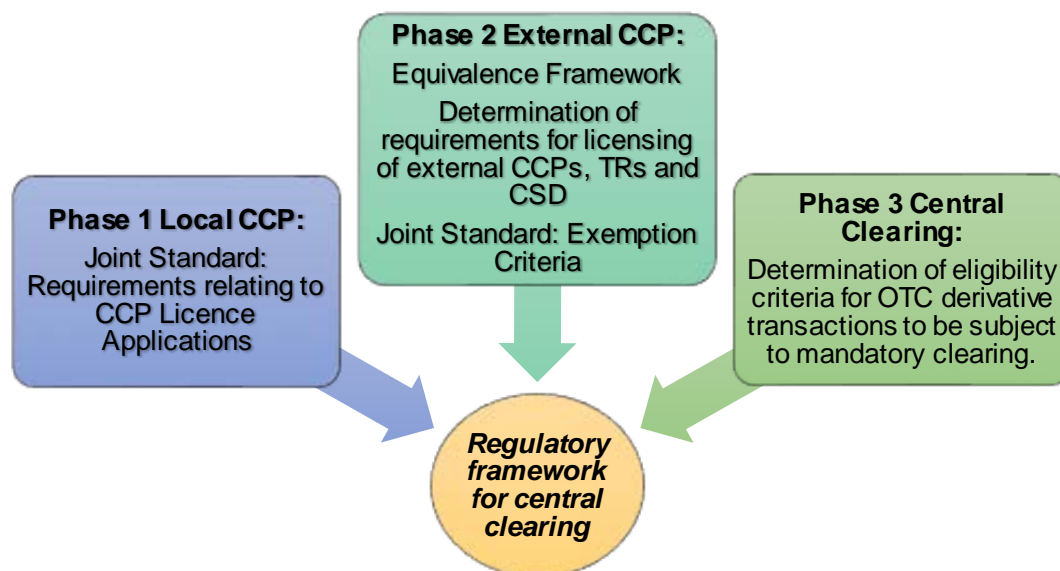 Phase 1 Local CCP:
Joint Standard:
Requirements relating to
CCP Licence
Applications
Phase 2 External CCP:
Equivalence Framework
Determination of
requirements for licensing
of external CCPs, TRs and
CSD
Joint Standard: Exemption
Criteria
Phase 3 Central
Clearing:
Determination of eligibility
criteria for OTC derivative
transactions to be subject
to mandatory clearing.
Regulatory
framework
for central
clearing